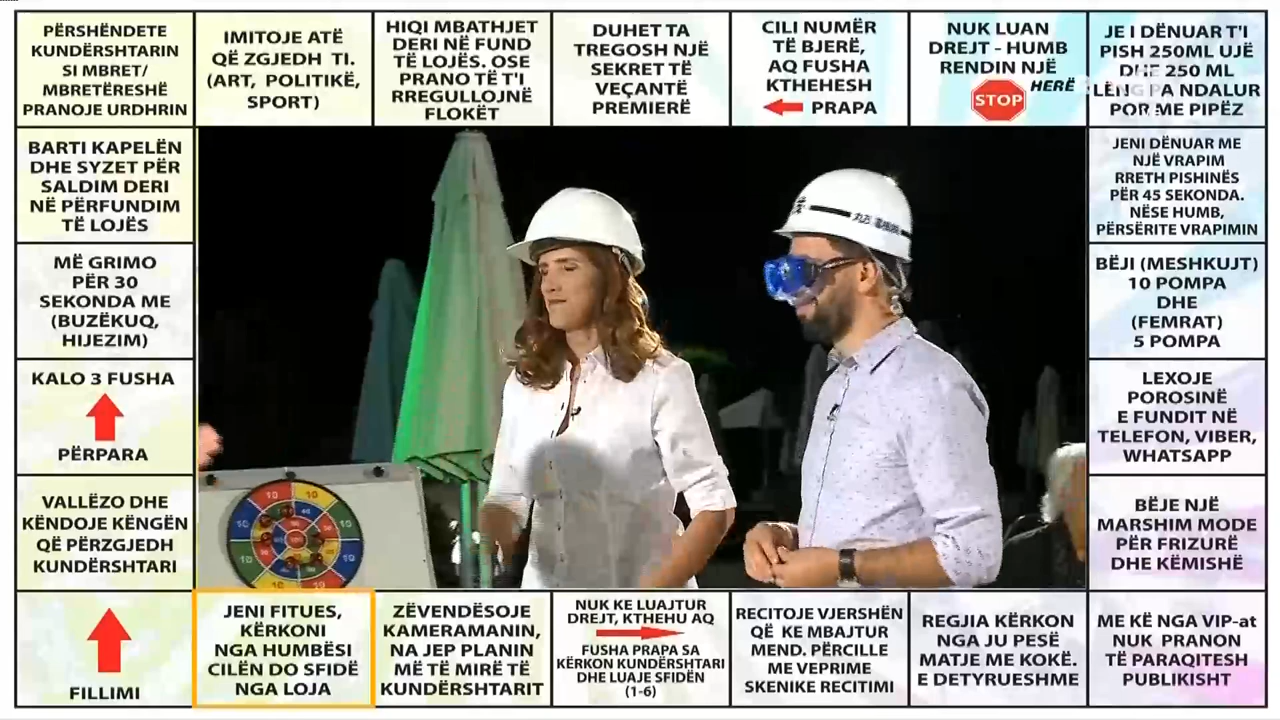 PËRSHËNDETE
KUNDËRSHTARIN
SI MBRET/
MBRETËRESHË
PRANOJE URDHRIN
IMITOJE ATË
QË ZGJEDH TI.
(ART, POLITIKË,
SPORT)
HIQI MBATHJET
DERI NË FUND
TË LOJËS. OSE
PRANO TË T'I
RREGULLOJNË
FLOKËT
DUHET TA
TREGOSH NJË
SEKRET TË
VEÇANTË
PREMIERË
CILI NUMËR
TË BJERË,
AQ FUSHA
KTHEHESH
PRAPA
NUK LUAN
DREJT - HUMB
RENDIN NJË
HERË
STOP
JE I DËNUAR T'I
PISH 250ML UJË
DHE 250 ML
LËNG PA NDALUR
POR ME PIPËZ
BARTI KAPELËN
DHE SYZET PËR
SALDIM DERI
NË PËRFUNDIM
TË LOJËS
JENI DËNUAR ME
NJË VRAPIM
RRETH PISHINËS
PËR 45 SEKONDA.
NËSE HUMB,
PËRSËRITE VRAPIMIN
MË GRIMO
PËR 30
SEKONDA ME
(BUZËKUQ,
HIJEZIM)
BËJI (MESHKUJT)
10 POMPA
DHE
(FEMRAT)
5 POMPA
KALO 3 FUSHA
PËRPARA
LEXOJE
POROSINË
E FUNDIT NË
TELEFON, VIBER,
WHATSAPP
VALLËZO DHE
KËNDOJE KËNGËN
QË PËRZGJEDH
KUNDËRSHTARI
10
10
10
10
10
10
BËJE NJË
MARSHIM MODE
PËR FRIZURË
DHE KËMISHË
FILLIMI
JENI FITUES,
KËRKONI
NGA HUMBËSI
CILËN DO SFIDË
NGA LOJA
ZËVENDËSOJE
KAMERAMANIN,
NA JEP PLANIN
MË TË MIRË TË
KUNDËRSHTARIT
NUK KE LUAJTUR
DREJT, KTHEHU AQ
FUSHA PRAPA SA
KËRKON KUNDËRSHTARI
DHE LUAJE SFIDËN
(1-6)
RECITOJE VJERSHËN
QË KE MBAJTUR
MEND. PËRCILLE
ME VEPRIME
SKENIKE RECITIMI
REGJIA KËRKON
NGA JU PESË
MATJE ME KOKË.
E DETYRUESHME
ME KË NGA VIP-at
NUK PRANON
TË PARAQITESH
PUBLIKISHT